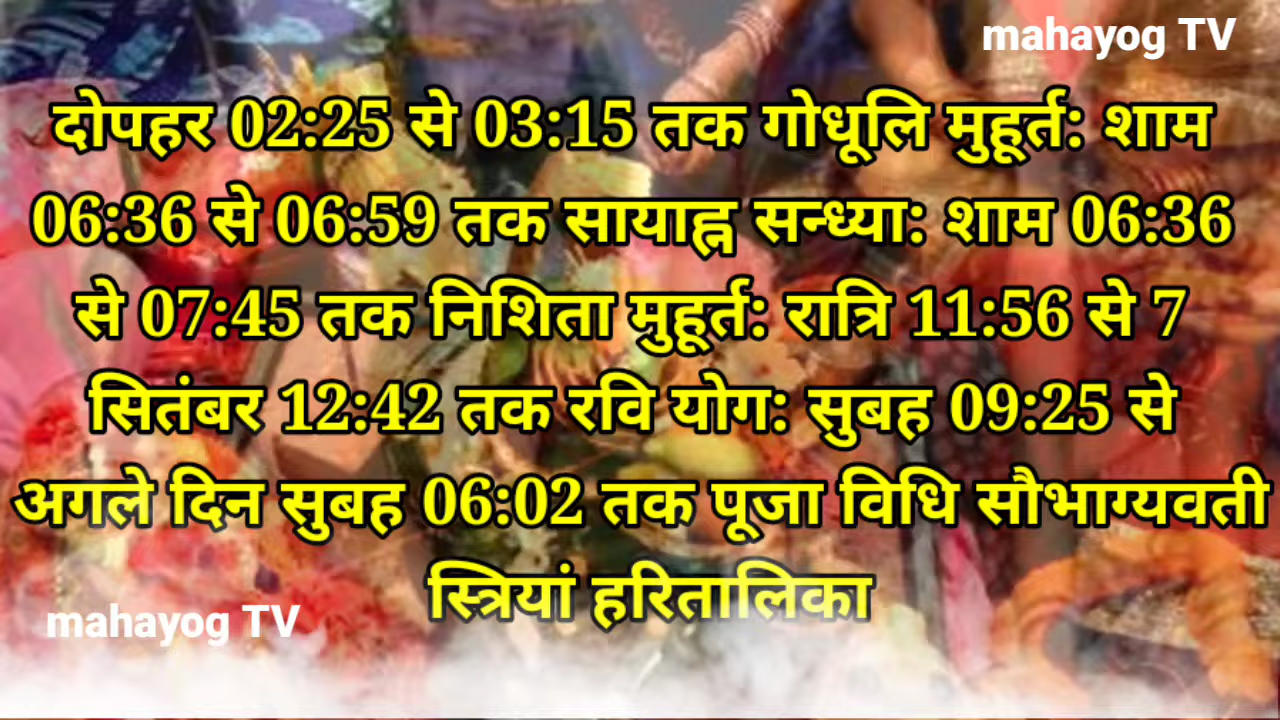 mahayog TV
दोपहर 02:25 से 03:15 तक गोधूलि मुहूर्त: शाम
06:36 से 06:59 तक सायाह्न सन्ध्या: शाम 06:36
से 07:45 तक निशिता मुहूर्त: रात्रि 11:56 से 7
सितंबर 12:42 तक रवि योग: सुबह 09:25 से
अगले दिन सुबह 06:02 तक पूजा विधि सौभाग्यवती
स्त्रियां हरितालिका
mahayog TV